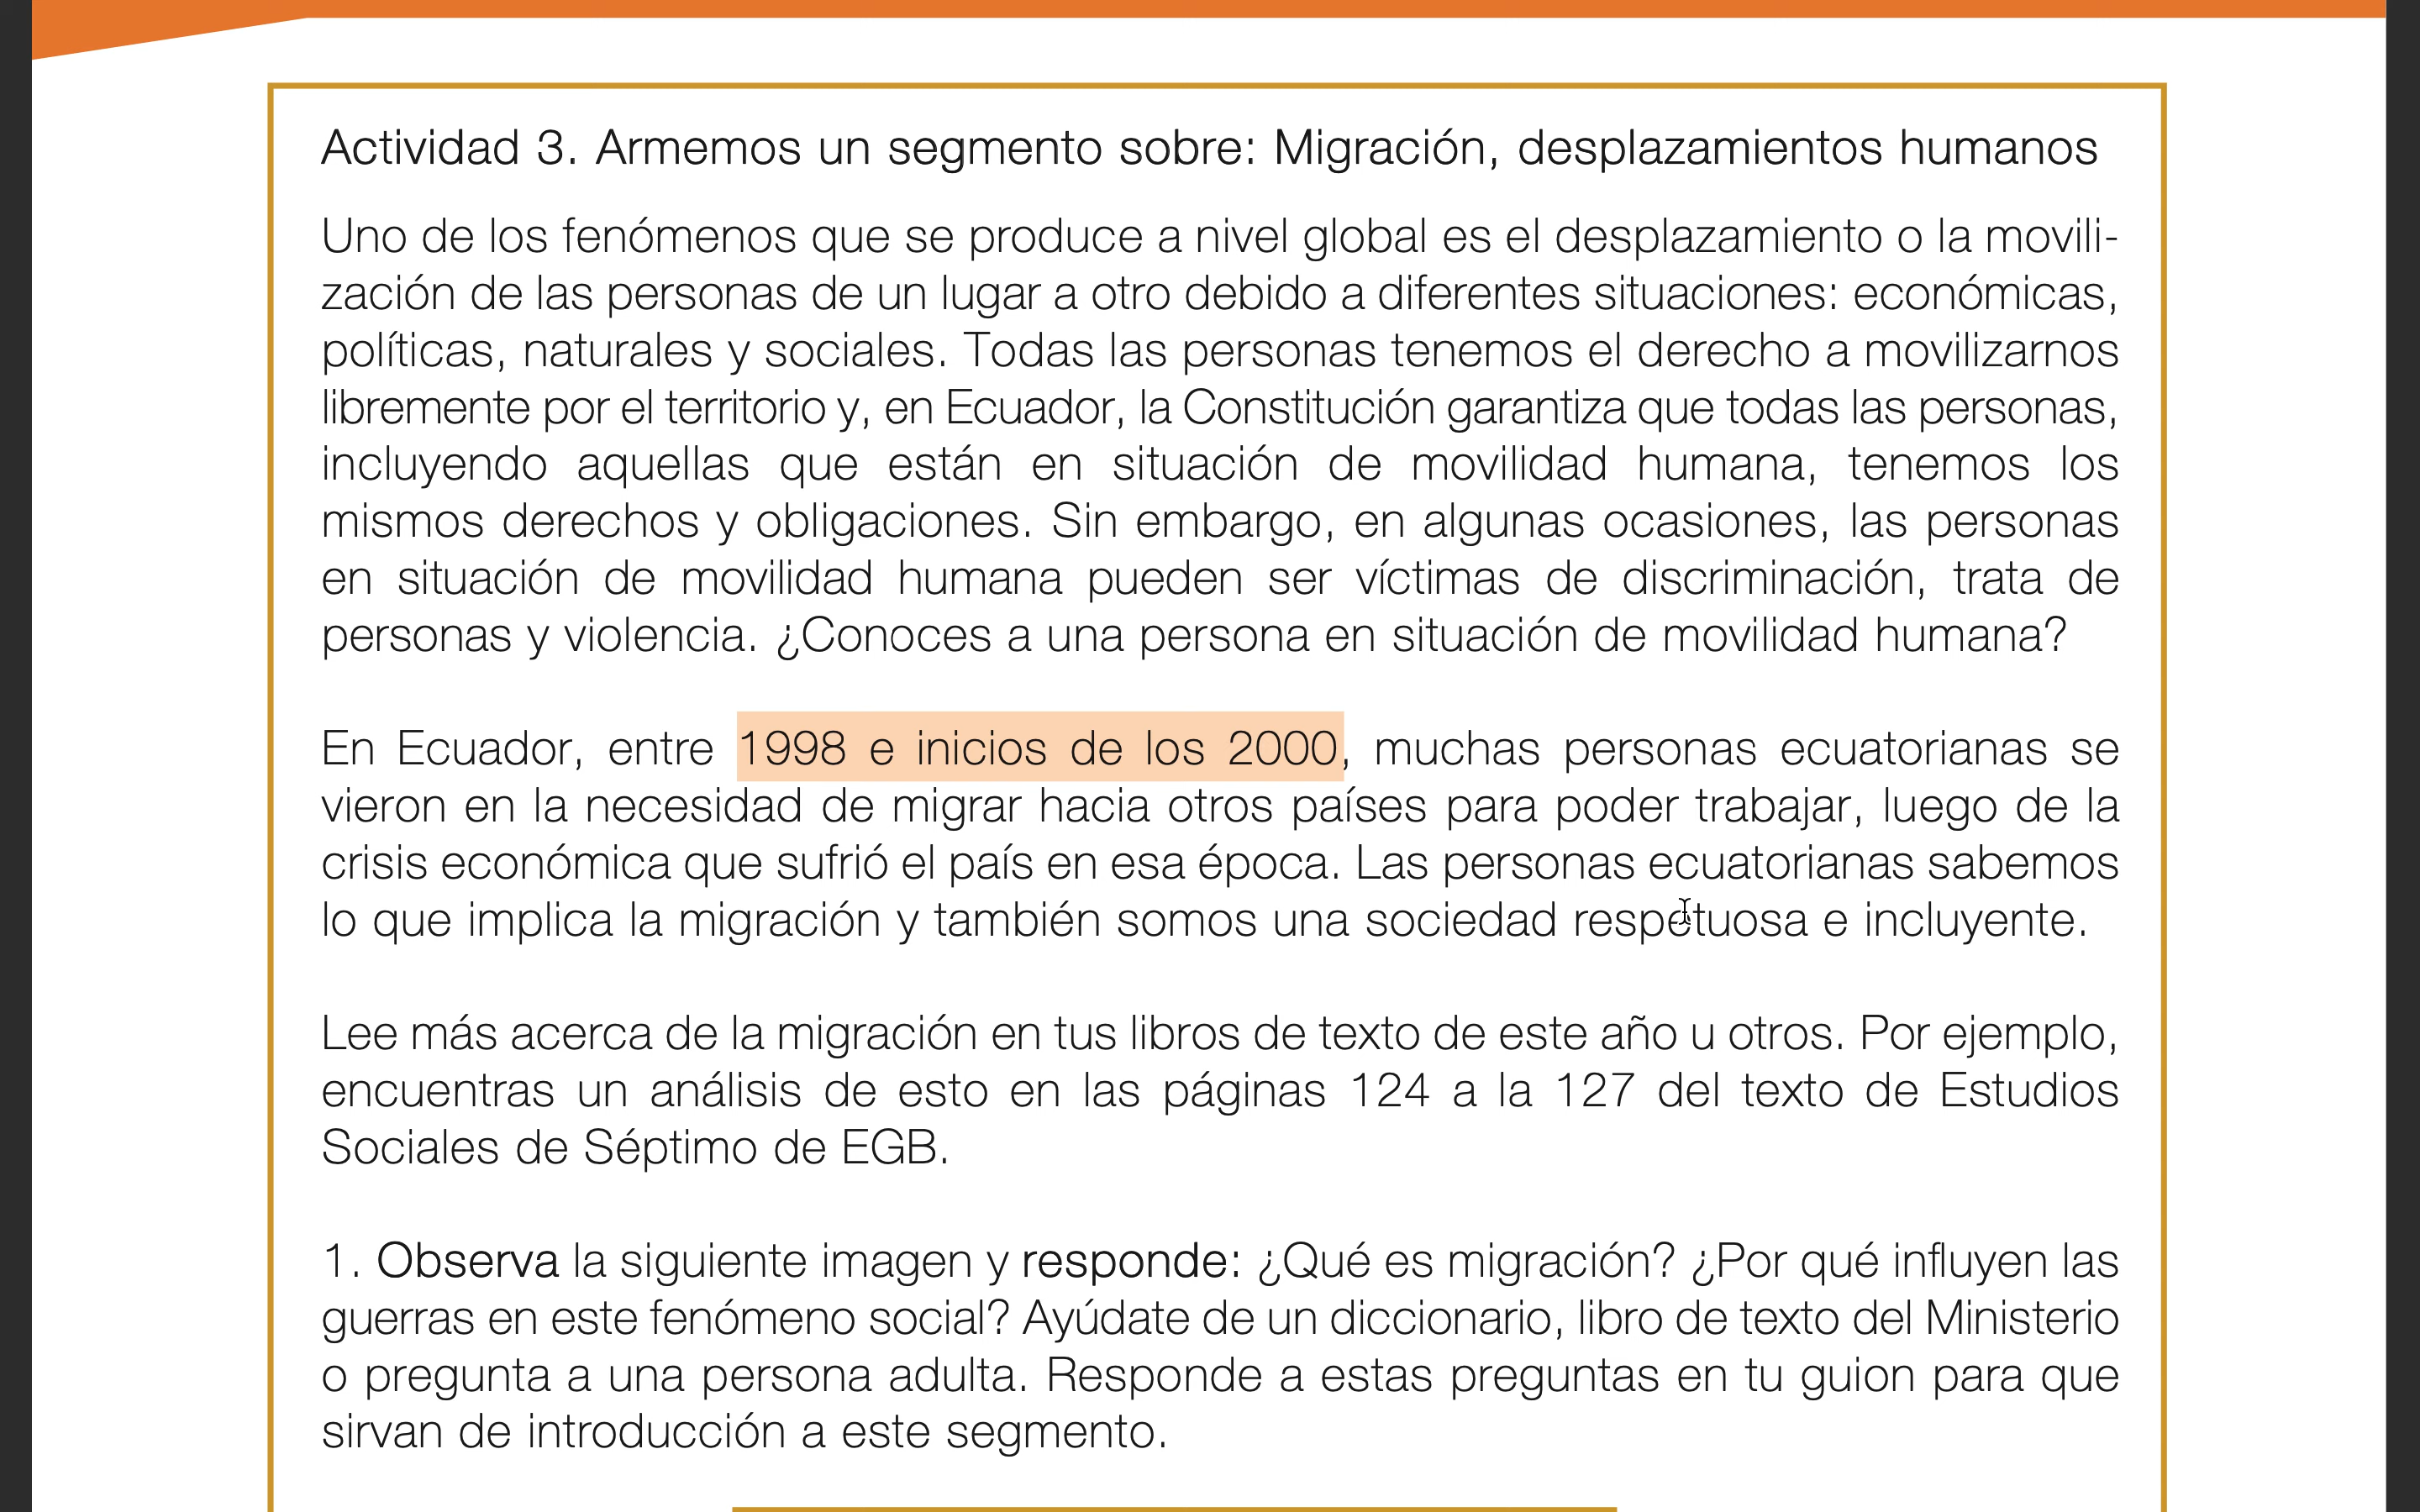 Actividad 3. Armemos un segmento sobre: Migración, desplazamientos humanos
Uno de los fenómenos que se produce a nivel global es el desplazamiento o la movili-
zación de las personas de un lugar a otro debido a diferentes situaciones: económicas,
políticas, naturales y sociales. Todas las personas tenemos el derecho a movilizarnos
libremente por el territorio y, en Ecuador, la Constitución garantiza que todas las personas,
incluyendo aquellas que están en situación de movilidad humana, tenemos los
mismos derechos y obligaciones. Sin embargo, en algunas ocasiones, las personas
en situación de movilidad humana pueden ser víctimas de discriminación, trata de
personas y violencia. ¿Conoces a una persona en situación de movilidad humana?
En Ecuador, entre 1998 e inicios de los 2000, muchas personas ecuatorianas se
vieron en la necesidad de migrar hacia otros países para poder trabajar, luego de la
crisis económica que sufrió el país en esa época. Las personas ecuatorianas sabemos
lo que implica la migración y también somos una sociedad respetuosa e incluyente.
Lee más acerca de la migración en tus libros de texto de este año u otros. Por ejemplo,
encuentras un análisis de esto en las páginas 124 a la 127 del texto de Estudios
Sociales de Séptimo de EGB.
1. Observa la siguiente imagen y responde: ¿Qué es migración? ¿Por qué influyen las
guerras en este fenómeno social? Ayúdate de un diccionario, libro de texto del Ministerio
o pregunta a una persona adulta. Responde a estas preguntas en tu guion para que
sirvan de introducción a este segmento.